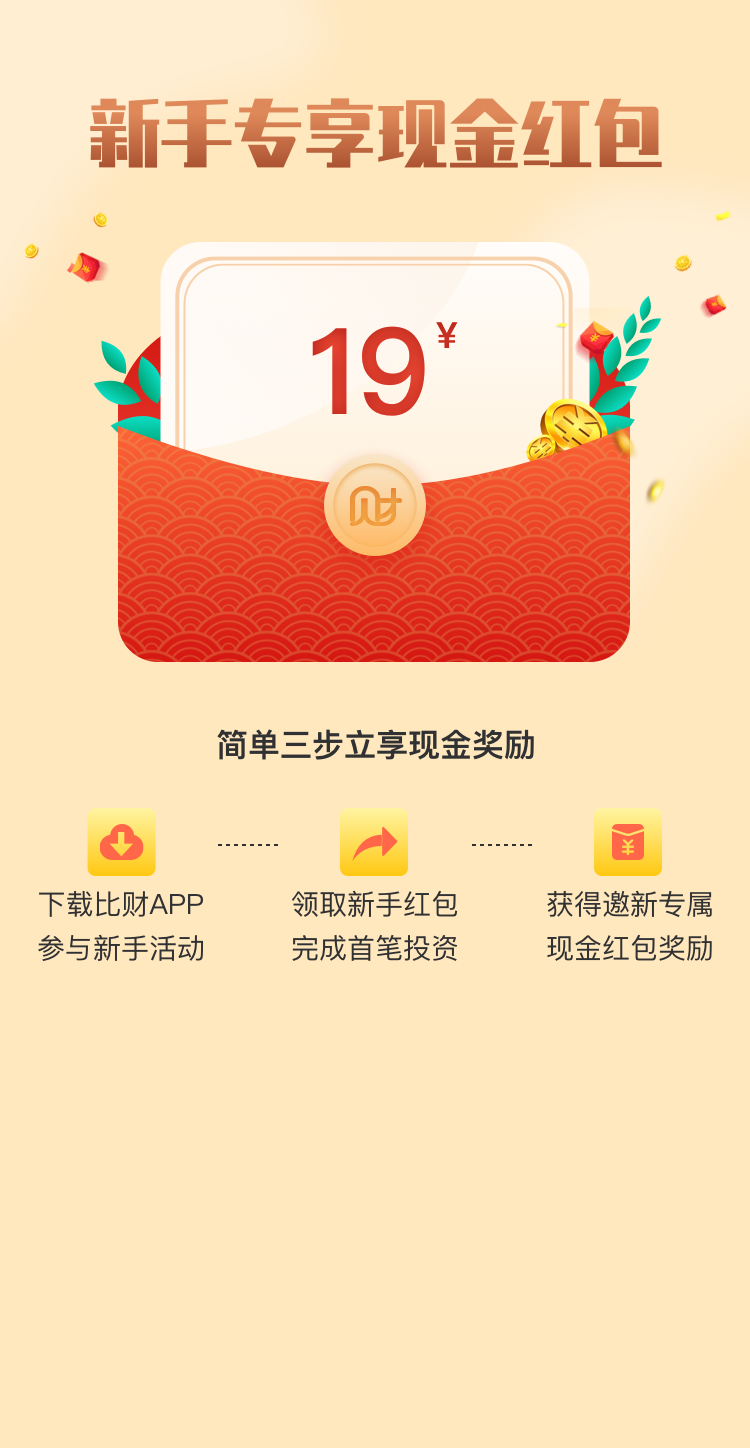 新手专享现金红包
19¥
财
简单三步立享现金奖励
下载比财APP
参与新手活动
领取新手红包
完成首笔投资
获得邀新专属
现金红包奖励